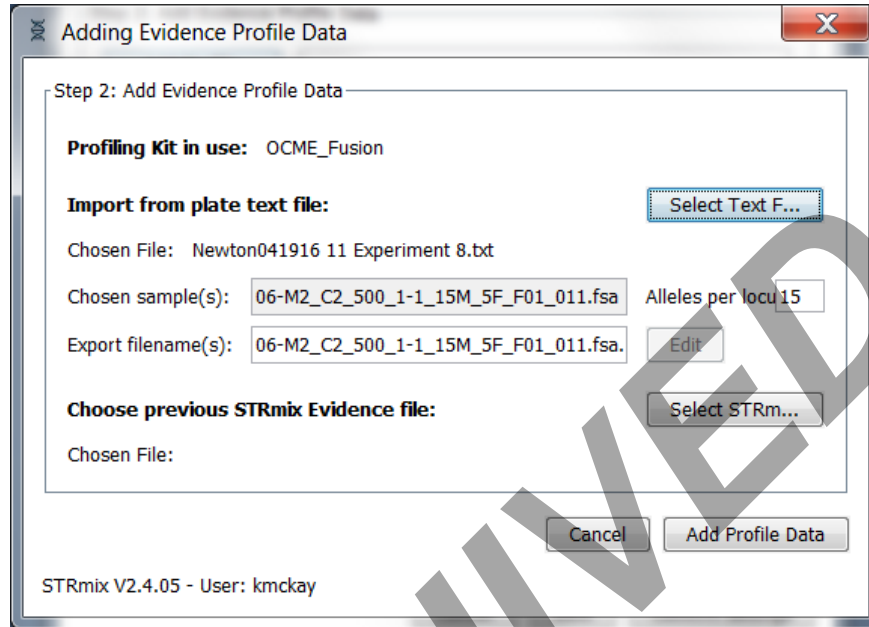 Adding Evidence Profile Data
X
Step 2: Add Evidence Profile Data
Profiling Kit in use: OCME_Fusion
Import from plate text file: Select Text F...
Chosen File: Newton041916 11 Experiment 8.txt
Chosen sample(s): 06-M2_C2_500_1-1_15M_5F_F01_011.fsa Alleles per locu 15
Export filename(s): 06-M2_C2_500_1-1_15M_5F_F01_011.fsa. Edit
Choose previous STRmix Evidence file: Select STRm...
Chosen File:
Cancel Add Profile Data
STRmix V2.4.05 - User: kmckay
IVED